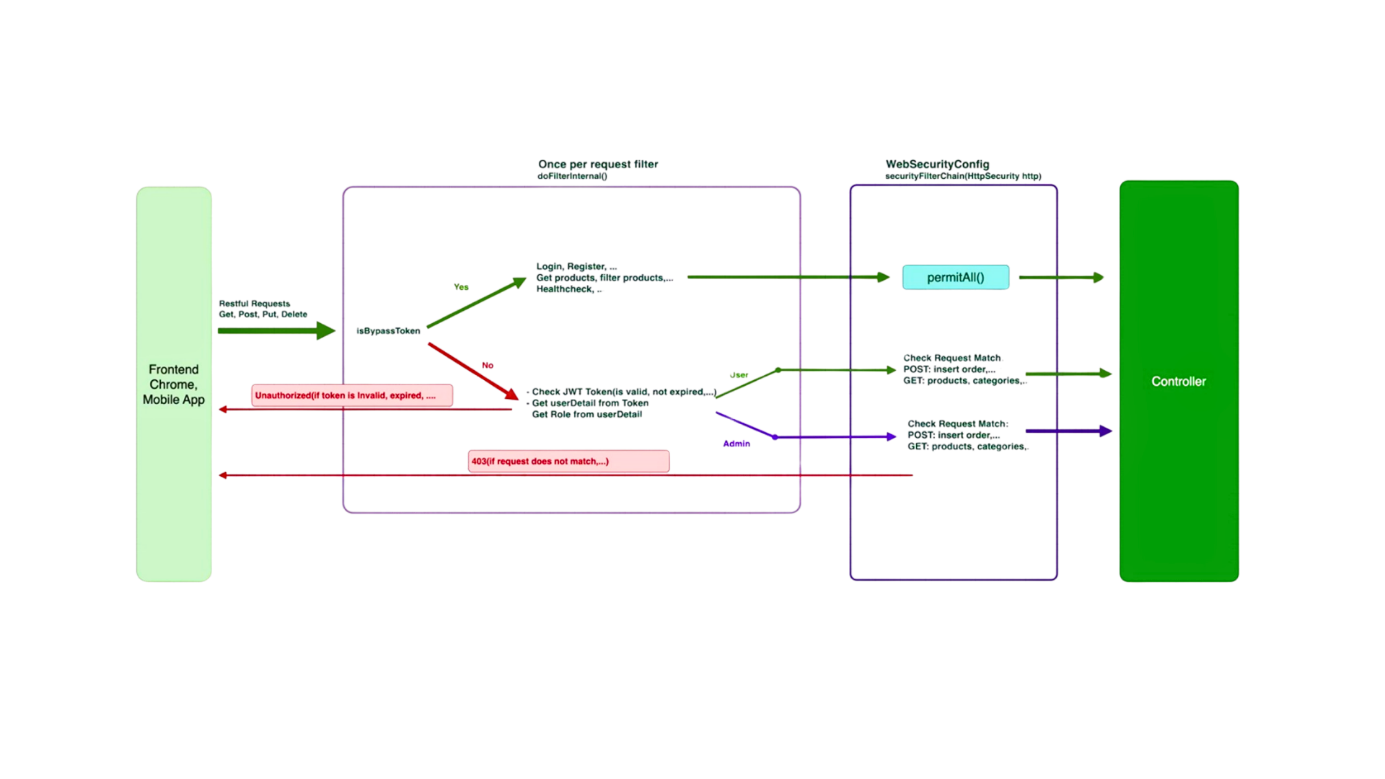 Once per request filter
doFilterInternal()
WebSecurityConfig
securityFilterChain(HttpSecurity http)
Login, Register, ...
Get products, filter products,...
Healthcheck, ..
permitAll()
Yes
Restful Requests
Get, Post, Put, Delete
isBypassToken
Frontend
Chrome,
Mobile App
No
User
Check Request Match
POST: insert order,...
GET: products, categories,..
Controller
Unauthorized(if token is Invalid, expired, ....
- Check JWT Token(is valid, not expired,...)
- Get userDetail from Token
Get Role from userDetail
Admin
Check Request Match:
POST: insert order,...
GET: products, categories,.
403(if request does not match,...)